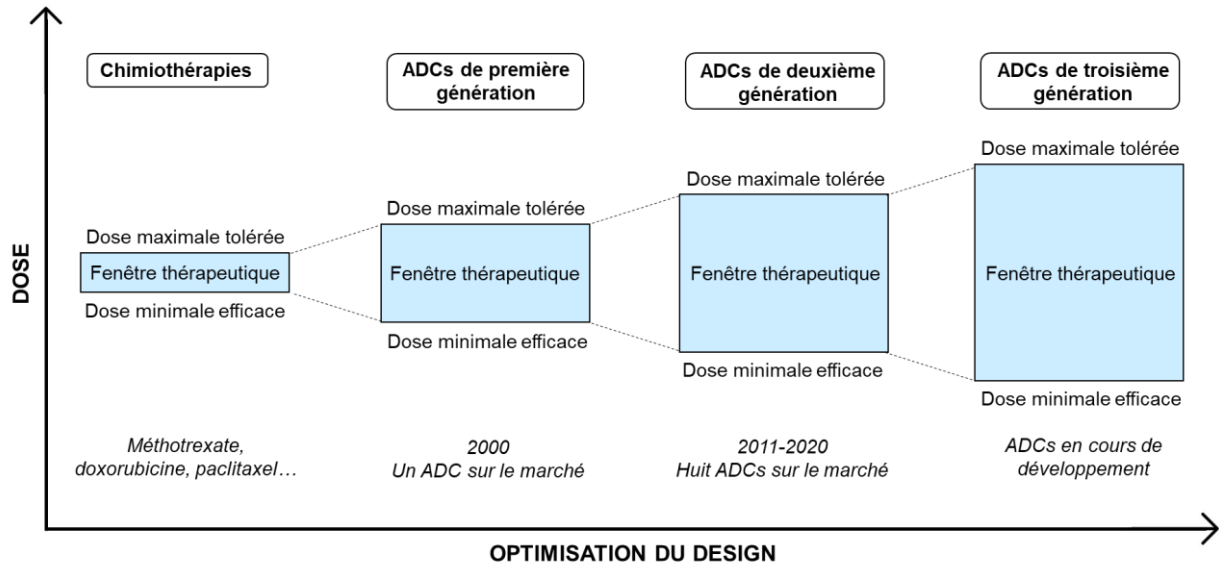 DOSE
Chimiothérapies
Dose maximale tolérée
Fenêtre thérapeutique
Dose minimale efficace
Méthotrexate,
doxorubicine, paclitaxel…
ADCs de première
génération
Dose maximale tolérée
Fenêtre thérapeutique
Dose minimale efficace
2000
Un ADC sur le marché
ADCs de deuxième
génération
Dose maximale tolérée
Fenêtre thérapeutique
Dose minimale efficace
2011-2020
Huit ADCs sur le marché
ADCs de troisième
génération
Dose maximale tolérée
Fenêtre thérapeutique
Dose minimale efficace
ADCs en cours de
développement
OPTIMISATION DU DESIGN